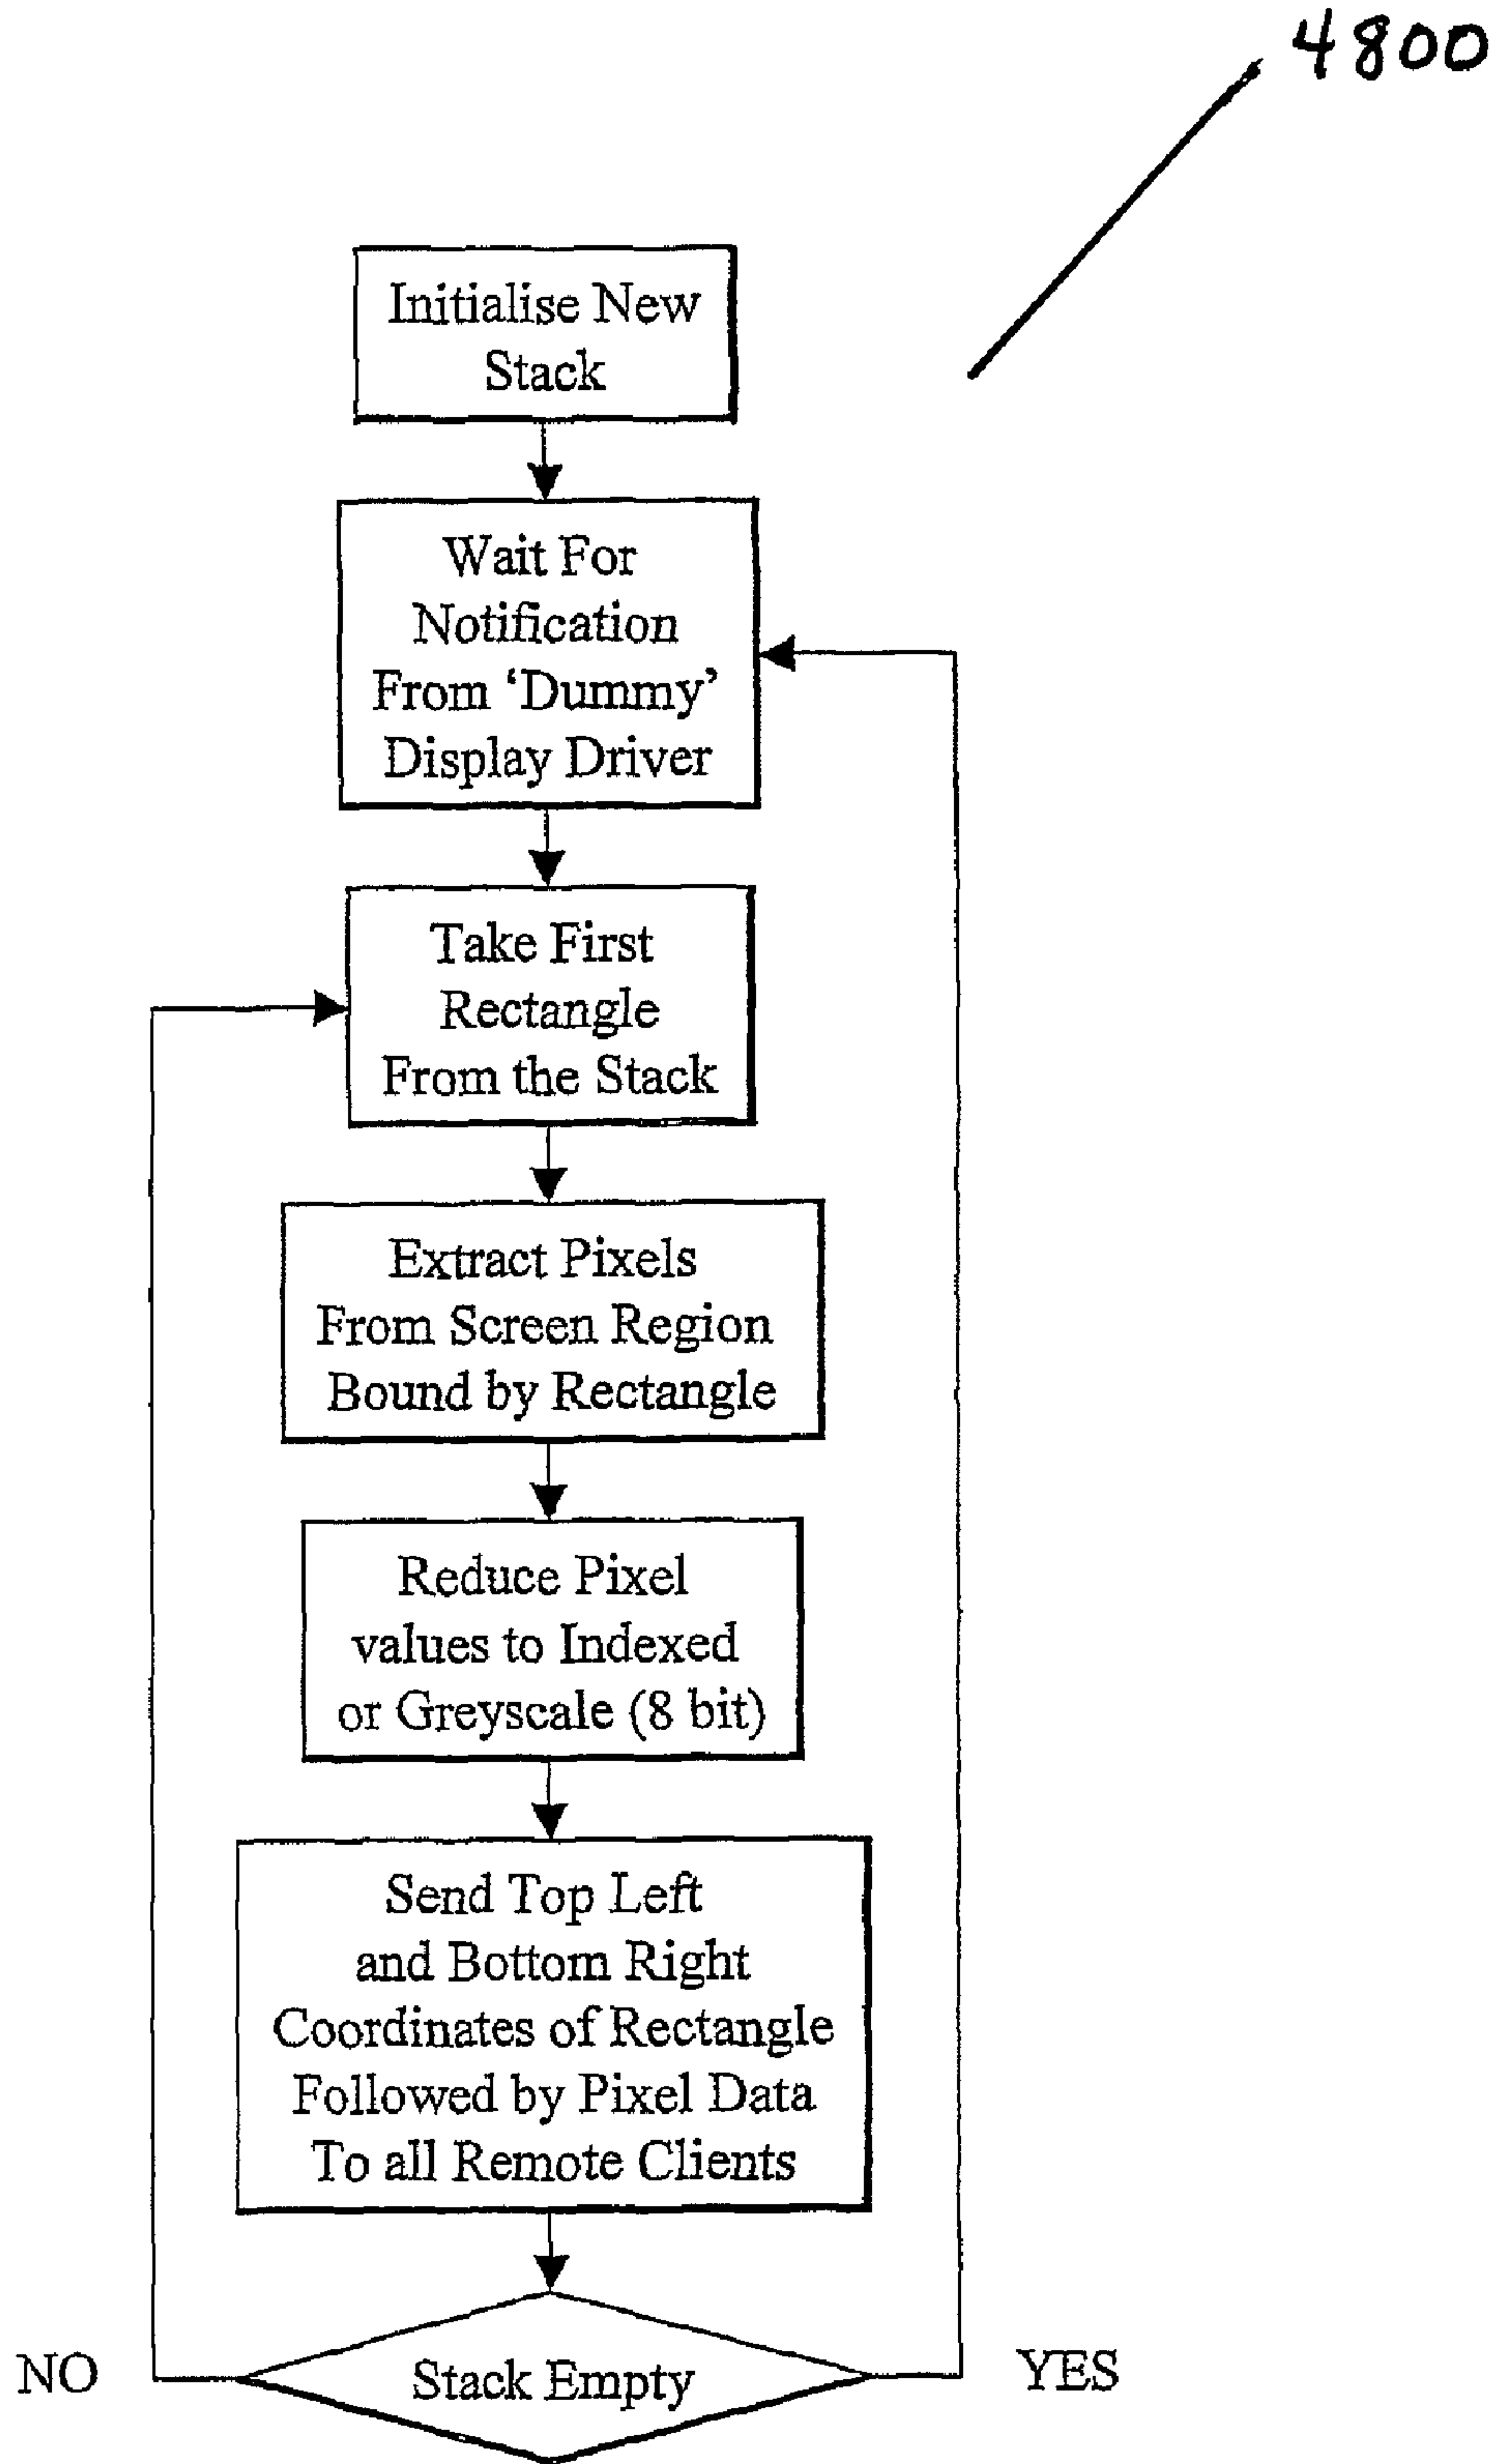 4800
Initialise New
Stack
Wait For
Notification
From ‘Dummy’
Display Driver
Take First
Rectangle
From the Stack
Extract Pixels
From Screen Region
Bound by Rectangle
Reduce Pixel
values to Indexed
or Greyscale (8 bit)
Send Top Left
and Bottom Right
Coordinates of Rectangle
Followed by Pixel Data
To all Remote Clients
NO
Stack Empty
YES